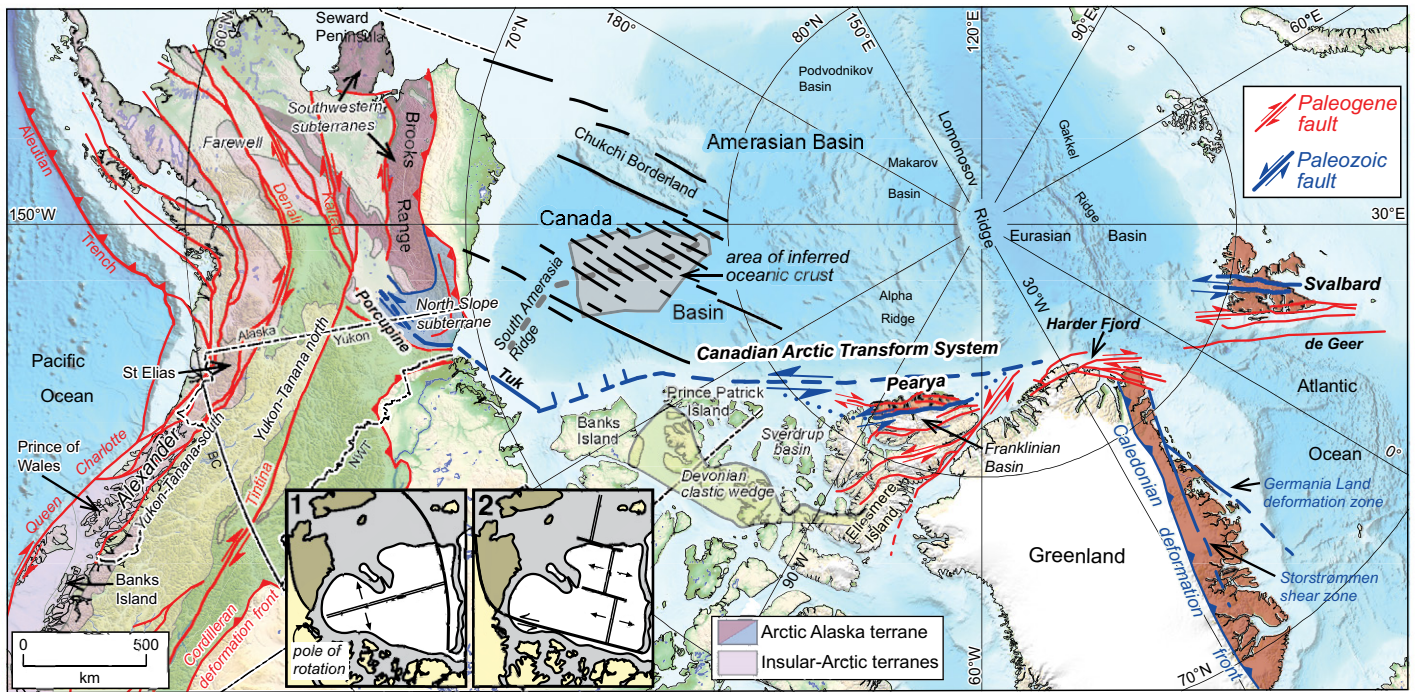 Seward
Peninsula
60°N
70°N
180°
80°N
150°E
120°E
90°E
60°E
Podvodnikov
Basin
Paleogene
fault
Paleozoic
fault
Southwestern
subterranes
Farewell
Brooks
Range
Chukchi Borderland
Amerasian Basin
Lomonosov
Ridge
Gakkel
Ridge
Makarov
Basin
Aleutian
Trench
Denali
Kaltag
150°W
30°E
Canada
Basin
area of inferred
oceanic crust
Eurasian
Basin
South Amerasia
Ridge
North Slope
subterrane
Porcupine
Alaska
Yukon
Alpha
Ridge
30°W
Svalbard
de Geer
Harder Fjord
Pacific
Ocean
St Elias
Yukon-Tanana north
Tuk
Canadian Arctic Transform System
Pearya
Atlantic
Ocean
0°
Prince Patrick
Island
Banks
Island
Sverdrup
basin
Franklinian
Basin
Devonian
clastic wedge
Ellesmere
Island
Prince of
Wales
Queen
Charlotte
Alexander
Yukon-Tanana south
BC
NWT
Tintina
Caledonian
deformation
front
Germania Land
deformation zone
Storstrømmen
shear zone
Greenland
Banks
Island
Cordilleran
deformation front
1
pole of
rotation
2
90°W
60°W
70°N
0
500
km
Arctic Alaska terrane
Insular-Arctic terranes